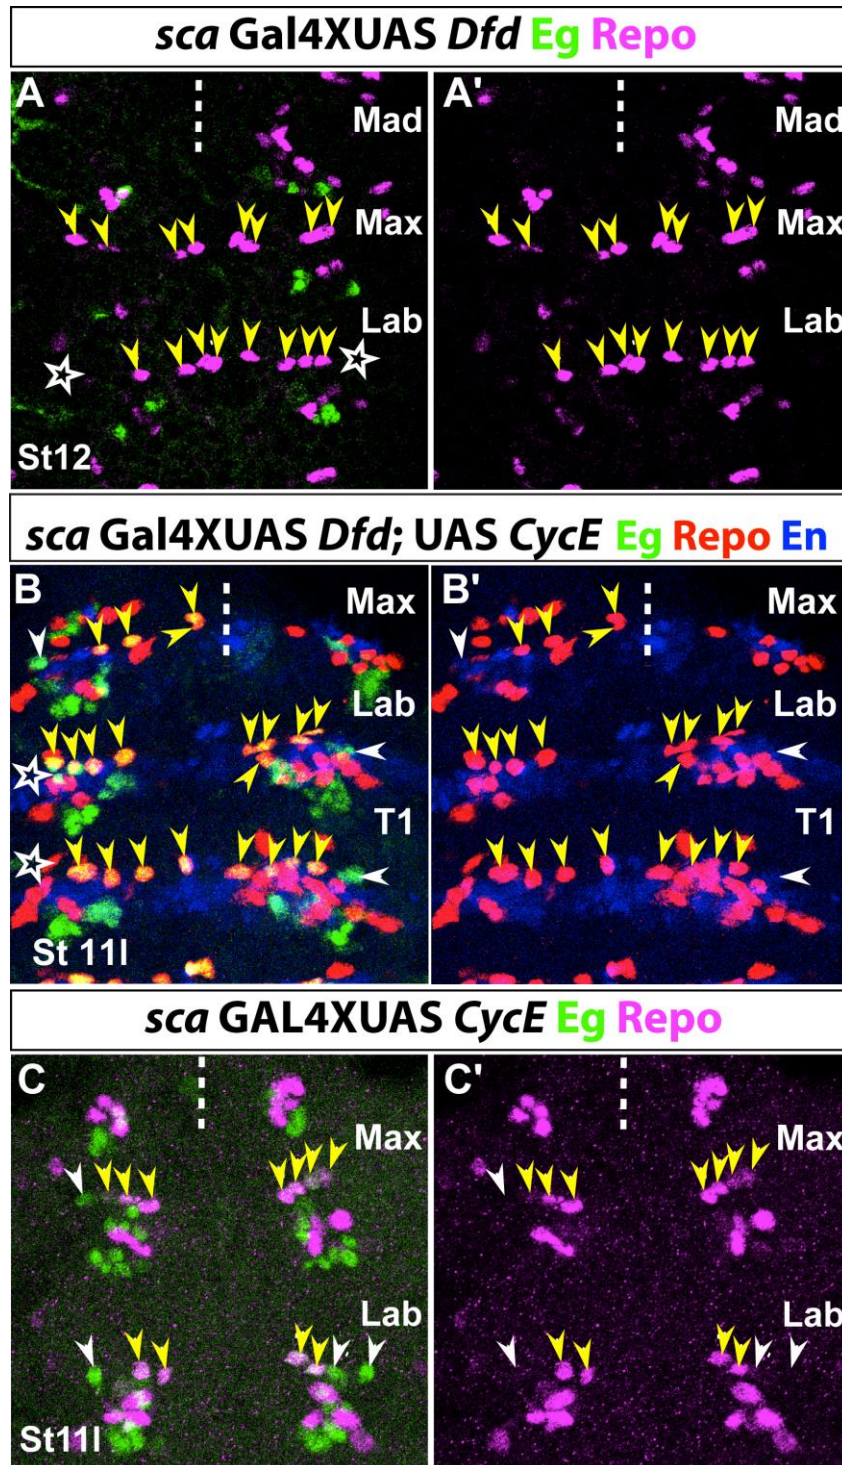 sca Gal4XUAS Dfd Eg Repo
A
A'
Mad
Mad
Max
Max
Lab
Lab
St12
sca Gal4XUAS Dfd; UAS CycE Eg Repo En
B
B'
Max
Max
Lab
Lab
T1
T1
St 11l
sca GAL4XUAS CycE Eg Repo
C
C'
Max
Max
Lab
Lab
St11l